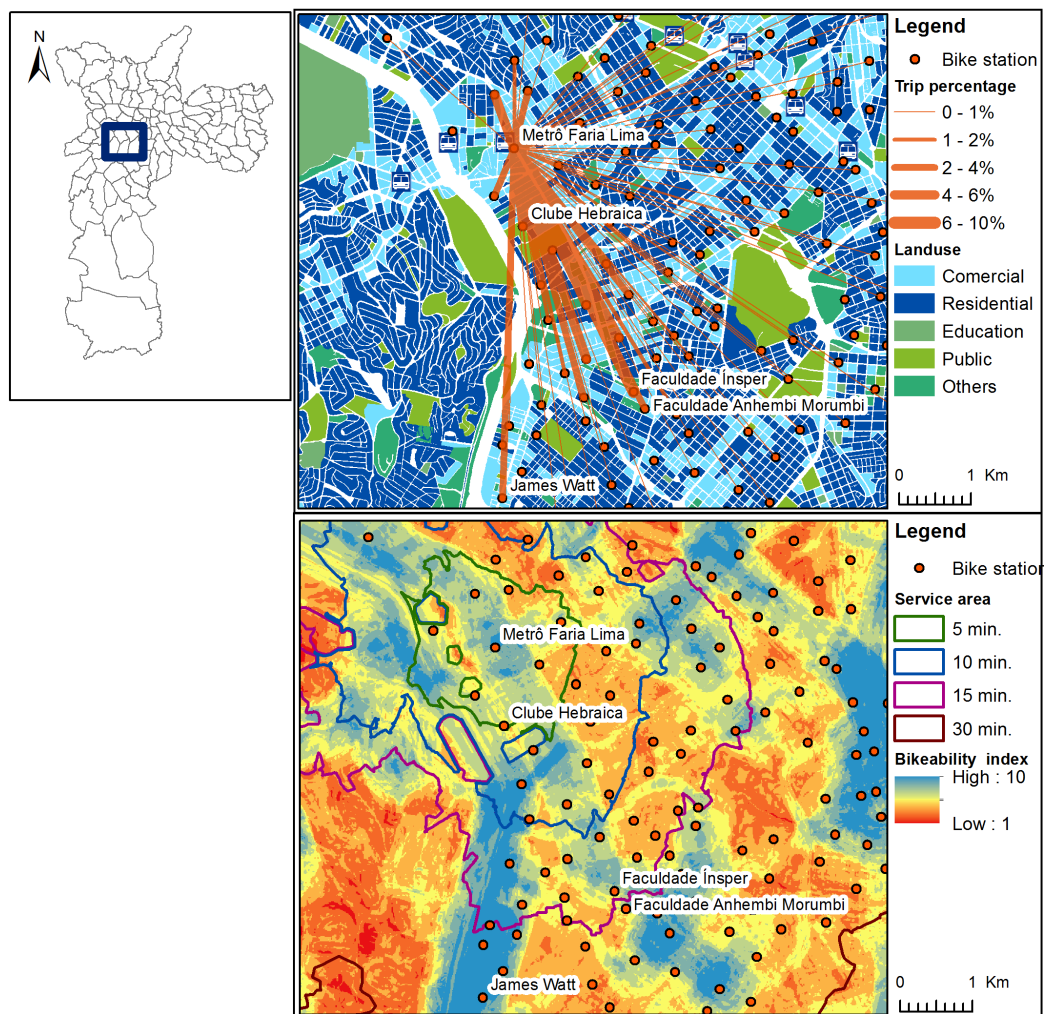 N
Metrô Faria Lima
Clube Hebraica
Faculdade Ínsper
Faculdade Anhembi Morumbi
James Watt
Legend
Bike station
Trip percentage
0 - 1%
1 - 2%
2 - 4%
4 - 6%
6 - 10%
Landuse
Comercial
Residential
Education
Public
Others
0 1 Km
Metrô Faria Lima
Clube Hebraica
Faculdade Ínsper
Faculdade Anhembi Morumbi
James Watt
Legend
Bike station
Service area
5 min.
10 min.
15 min.
30 min.
Bikeability index
High : 10
Low : 1
0 1 Km